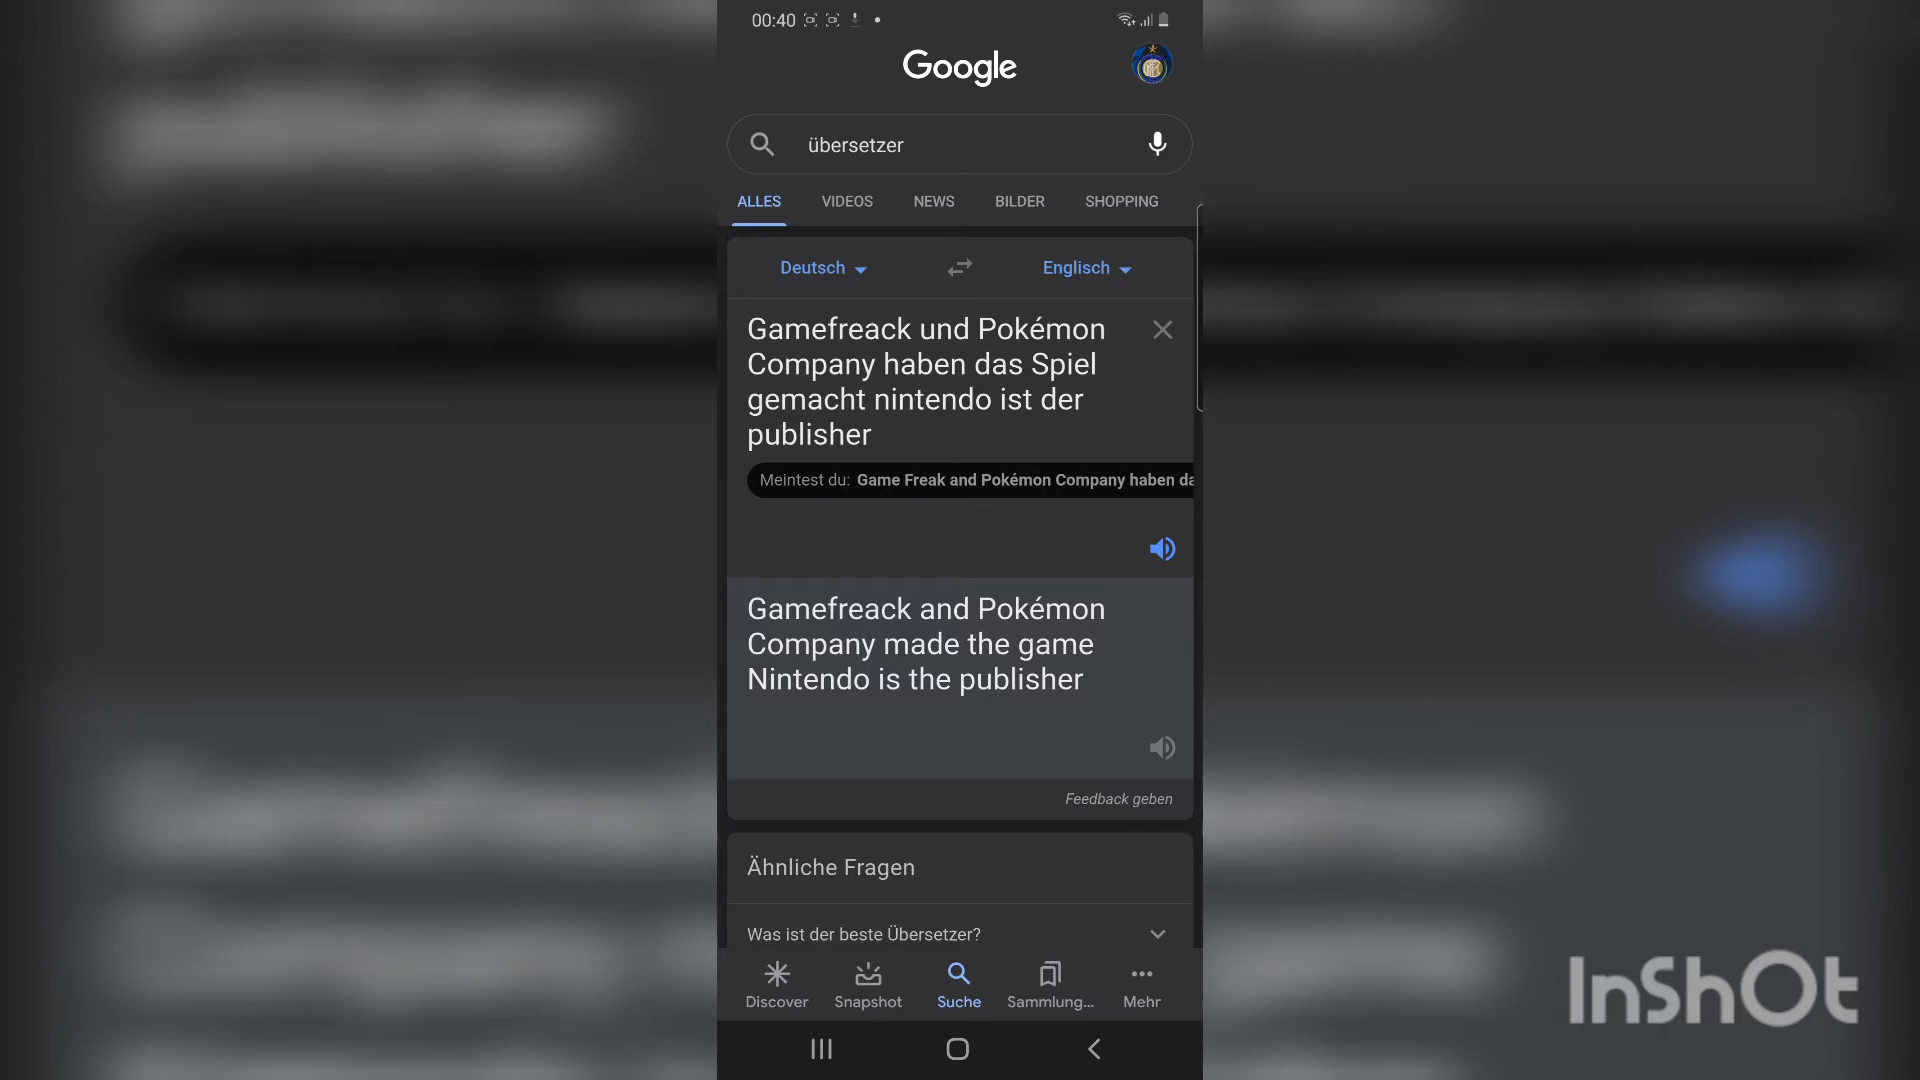 00:40
Google
übersetzer
ALLES VIDEOS NEWS BILDER SHOPPING
Deutsch Englisch
Gamefreack und Pokémon
Company haben das Spiel
gemacht nintendo ist der
publisher
Meintest du: Game Freak and Pokémon Company haben da
Gamefreack and Pokémon
Company made the game
Nintendo is the publisher
Feedback geben
Ähnliche Fragen
Was ist der beste Übersetzer?
Discover Snapshot Suche Sammlung... Mehr
InShOt